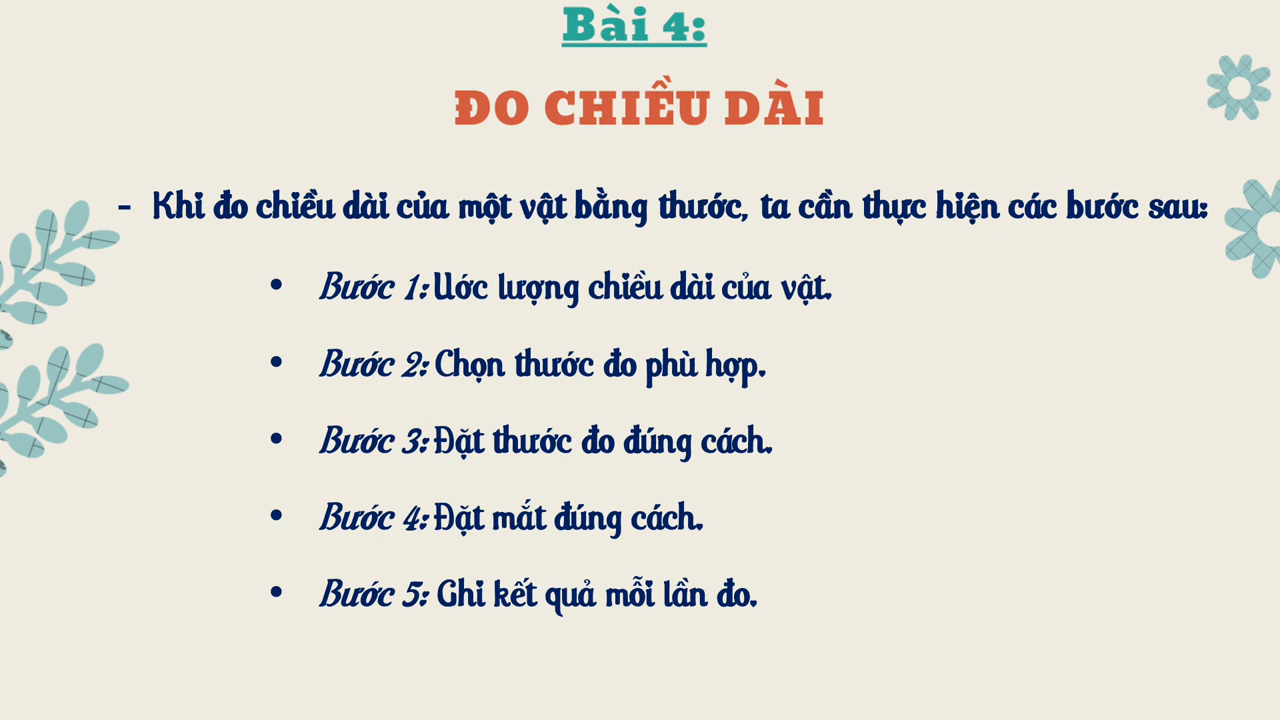 Bài 4:
ĐO CHIỀU DÀI
- Khi đo chiều dài của một vật bằng thước, ta cần thực hiện các bước sau:
• Bước 1: Ước lượng chiều dài của vật.
• Bước 2: Chọn thước đo phù hợp.
• Bước 3: Đặt thước đo đúng cách.
• Bước 4: Đặt mắt đúng cách.
• Bước 5: Ghi kết quả mỗi lần đo.